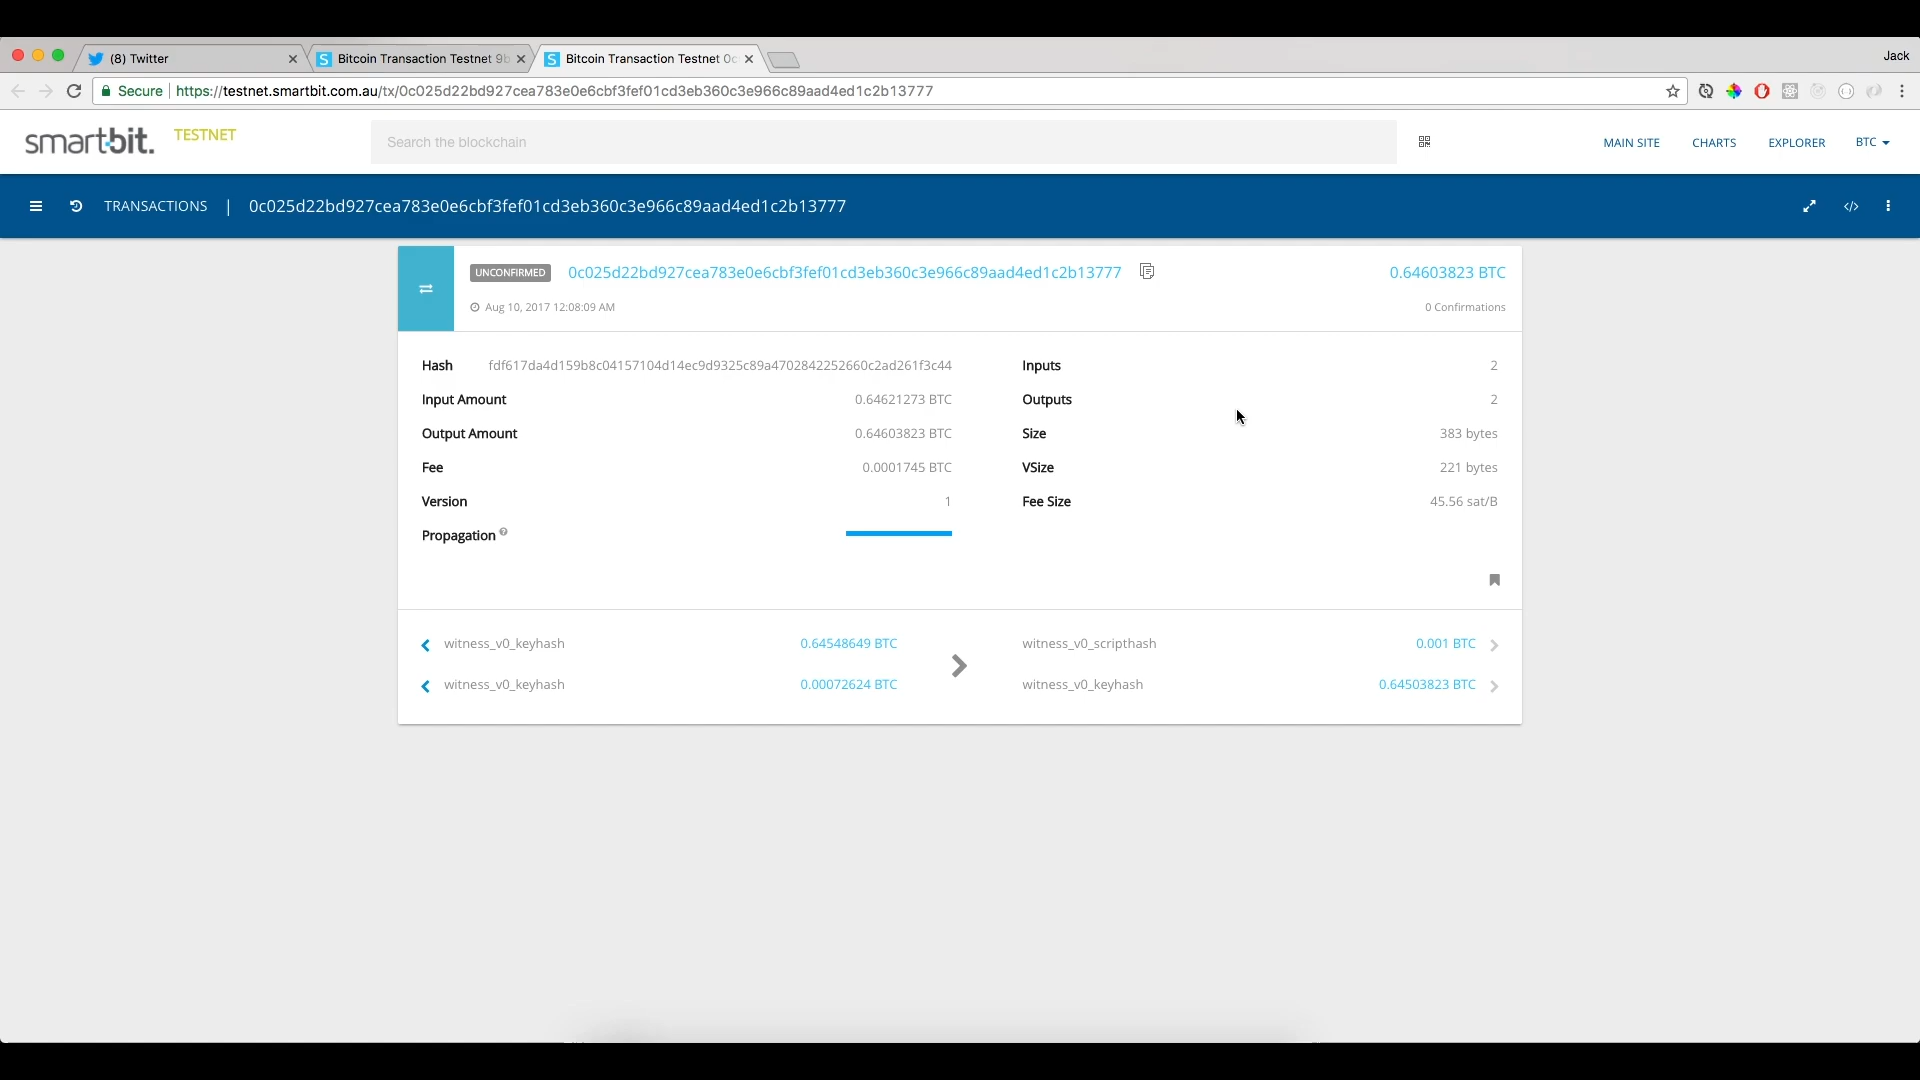 Jack
(8) Twitter
Bitcoin Transaction Testnet 9b
Bitcoin Transaction Testnet 0c
Secure
https://testnet.smartbit.com.au/tx/0c025d22bd927cea783e0e6cbf3fef01cd3eb360c3e966c89aad4ed1c2b13777
smartbit. TESTNET
Search the blockchain
MAIN SITE
CHARTS
EXPLORER
BTC
TRANSACTIONS | 0c025d22bd927cea783e0e6cbf3fef01cd3eb360c3e966c89aad4ed1c2b13777
UNCONFIRMED 0c025d22bd927cea783e0e6cbf3fef01cd3eb360c3e966c89aad4ed1c2b13777 0.64603823 BTC
Aug 10, 2017 12:08:09 AM 0 Confirmations
Hash fdf617da4d159b8c04157104d14ec9d9325c89a4702842252660c2ad261f3c44
Input Amount 0.64621273 BTC
Output Amount 0.64603823 BTC
Fee 0.0001745 BTC
Version 1
Propagation
Inputs 2
Outputs 2
Size 383 bytes
VSize 221 bytes
Fee Size 45.56 sat/B
witness_v0_keyhash 0.64548649 BTC
witness_v0_keyhash 0.00072624 BTC
witness_v0_scripthash 0.001 BTC
witness_v0_keyhash 0.64503823 BTC